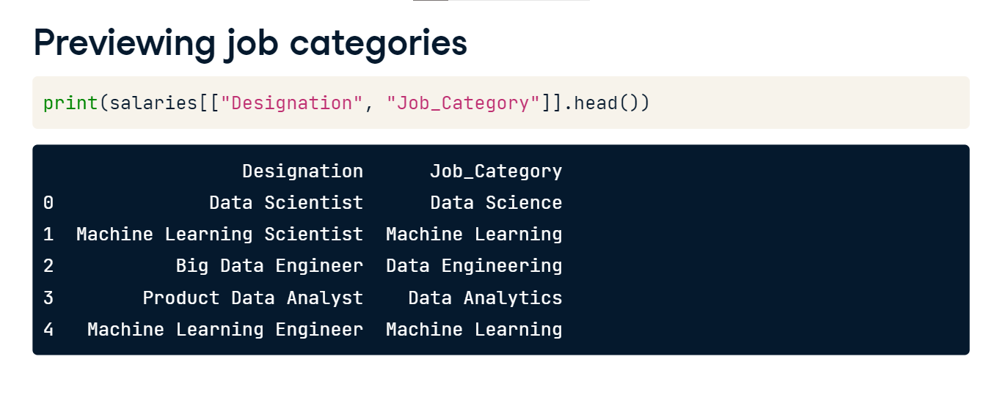 Previewing job categories
print(salaries[["Designation", "Job_Category"]].head())
Designation Job_Category
0 Data Scientist Data Science
1 Machine Learning Scientist Machine Learning
2 Big Data Engineer Data Engineering
3 Product Data Analyst Data Analytics
4 Machine Learning Engineer Machine Learning